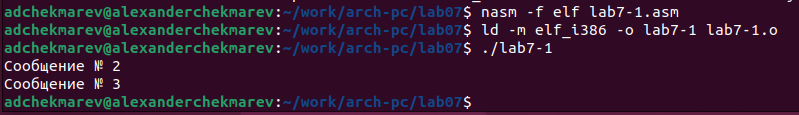 adchekmarev@alexanderchekmarev:~/work/arch-pc/lab07$ nasm -f elf lab7-1.asm
adchekmarev@alexanderchekmarev:~/work/arch-pc/lab07$ ld -m elf_i386 -o lab7-1 lab7-1.o
adchekmarev@alexanderchekmarev:~/work/arch-pc/lab07$ ./lab7-1
Сообщение № 2
Сообщение № 3
adchekmarev@alexanderchekmarev:~/work/arch-pc/lab07$